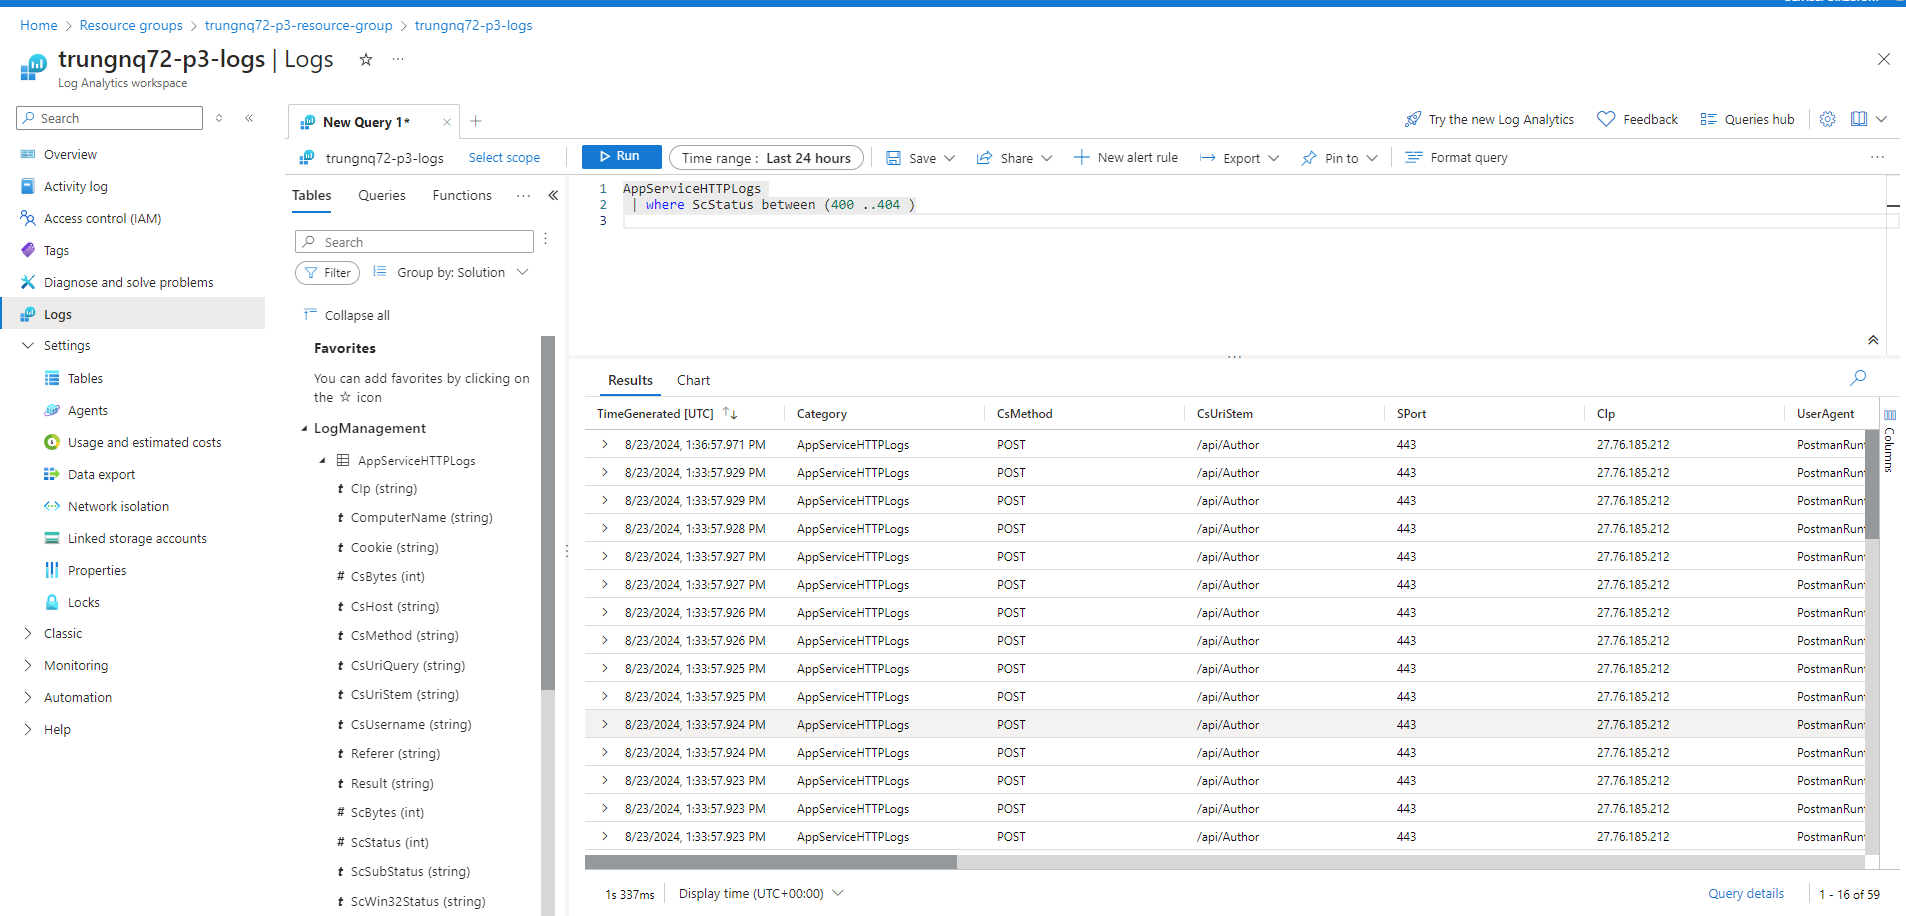 Home > Resource groups > trungnq72-p3-resource-group > trungnq72-p3-logs
trungnq72-p3-logs | Logs
Log Analytics workspace
Search
Overview
Activity log
Access control (IAM)
Tags
Diagnose and solve problems
Logs
Settings
Tables
Agents
Usage and estimated costs
Data export
Network isolation
Linked storage accounts
Properties
Locks
Classic
Monitoring
Automation
Help
New Query 1*
Try the new Log Analytics
Feedback
Queries hub
trungnq72-p3-logs
Select scope
Run
Time range : Last 24 hours
Save
Share
New alert rule
Export
Pin to
Format query
Tables
Queries
Functions
Search
Filter
Group by: Solution
Collapse all
Favorites
You can add favorites by clicking on
the ☆ icon
LogManagement
AppServiceHTTPLogs
t CIp (string)
t ComputerName (string)
t Cookie (string)
# CsBytes (int)
t CsHost (string)
t CsMethod (string)
t CsUriQuery (string)
t CsUriStem (string)
t CsUsername (string)
t Referer (string)
t Result (string)
# ScBytes (int)
# ScStatus (int)
t ScSubStatus (string)
t ScWin32Status (string)
1 AppServiceHTTPLogs
2 | where ScStatus between (400 ..404 )
3
Results
Chart
TimeGenerated [UTC] Category CsMethod CsUriStem SPort CIp UserAgent
8/23/2024, 1:36:57.971 PM AppServiceHTTPLogs POST /api/Author 443 27.76.185.212 PostmanRun
8/23/2024, 1:33:57.929 PM AppServiceHTTPLogs POST /api/Author 443 27.76.185.212 PostmanRun
8/23/2024, 1:33:57.929 PM AppServiceHTTPLogs POST /api/Author 443 27.76.185.212 PostmanRun
8/23/2024, 1:33:57.928 PM AppServiceHTTPLogs POST /api/Author 443 27.76.185.212 PostmanRun
8/23/2024, 1:33:57.927 PM AppServiceHTTPLogs POST /api/Author 443 27.76.185.212 PostmanRun
8/23/2024, 1:33:57.927 PM AppServiceHTTPLogs POST /api/Author 443 27.76.185.212 PostmanRun
8/23/2024, 1:33:57.926 PM AppServiceHTTPLogs POST /api/Author 443 27.76.185.212 PostmanRun
8/23/2024, 1:33:57.926 PM AppServiceHTTPLogs POST /api/Author 443 27.76.185.212 PostmanRun
8/23/2024, 1:33:57.925 PM AppServiceHTTPLogs POST /api/Author 443 27.76.185.212 PostmanRun
8/23/2024, 1:33:57.925 PM AppServiceHTTPLogs POST /api/Author 443 27.76.185.212 PostmanRun
8/23/2024, 1:33:57.924 PM AppServiceHTTPLogs POST /api/Author 443 27.76.185.212 PostmanRun
8/23/2024, 1:33:57.924 PM AppServiceHTTPLogs POST /api/Author 443 27.76.185.212 PostmanRun
8/23/2024, 1:33:57.923 PM AppServiceHTTPLogs POST /api/Author 443 27.76.185.212 PostmanRun
8/23/2024, 1:33:57.923 PM AppServiceHTTPLogs POST /api/Author 443 27.76.185.212 PostmanRun
8/23/2024, 1:33:57.923 PM AppServiceHTTPLogs POST /api/Author 443 27.76.185.212 PostmanRun
Columns
1s 337ms
Display time (UTC+00:00)
Query details
1 - 16 of 59